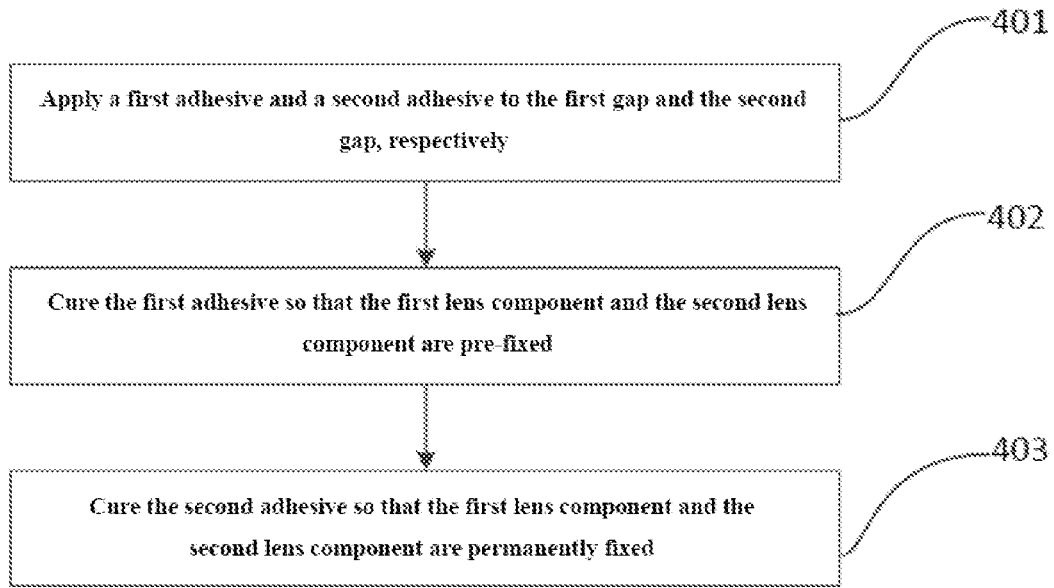 401
Apply a first adhesive and a second adhesive to the first gap and the second
gap, respectively
402
Cure the first adhesive so that the first lens component and the second lens
component are pre-fixed
403
Cure the second adhesive so that the first lens component and the
second lens component are permanently fixed